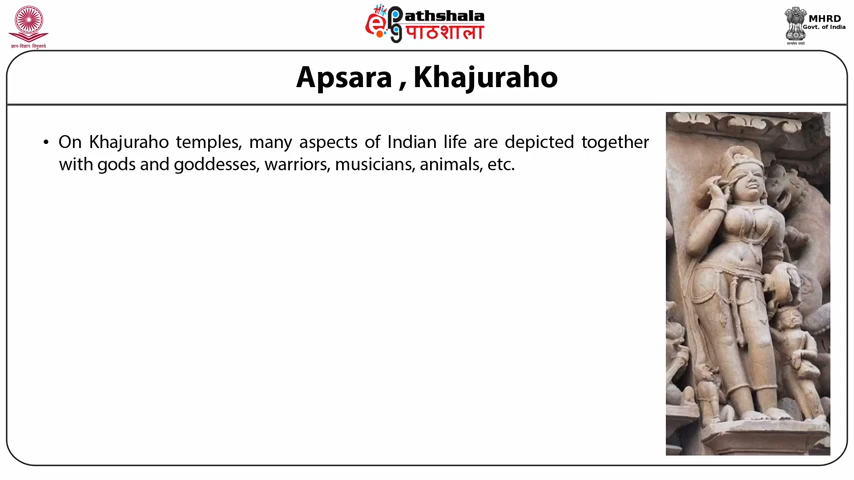 ePathshala
पाठशाला
MHRD
Govt. of India
Apsara , Khajuraho
• On Khajuraho temples, many aspects of Indian life are depicted together
with gods and goddesses, warriors, musicians, animals, etc.